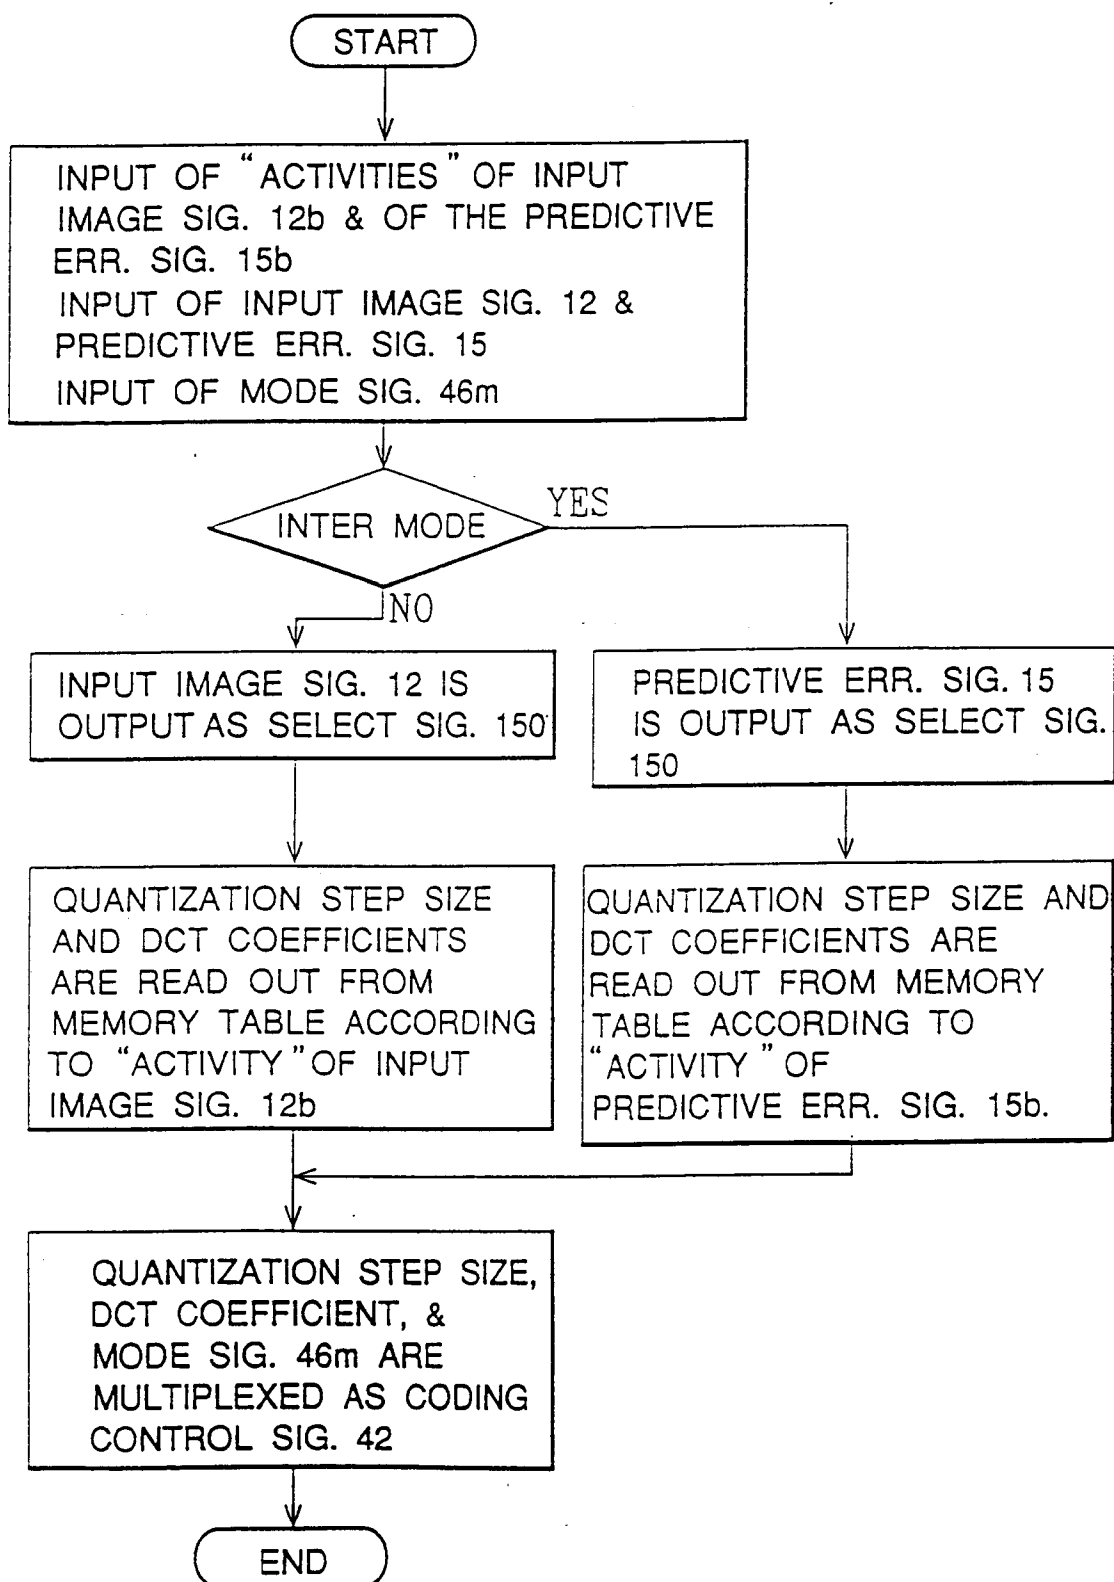 START
INPUT OF “ACTIVITIES” OF INPUT
IMAGE SIG. 12b & OF THE PREDICTIVE
ERR. SIG. 15b
INPUT OF INPUT IMAGE SIG. 12 &
PREDICTIVE ERR. SIG. 15
INPUT OF MODE SIG. 46m
INTER MODE
YES
NO
INPUT IMAGE SIG. 12 IS
OUTPUT AS SELECT SIG. 150
PREDICTIVE ERR. SIG. 15
IS OUTPUT AS SELECT SIG.
150
QUANTIZATION STEP SIZE
AND DCT COEFFICIENTS
ARE READ OUT FROM
MEMORY TABLE ACCORDING
TO “ACTIVITY” OF INPUT
IMAGE SIG. 12b
QUANTIZATION STEP SIZE AND
DCT COEFFICIENTS ARE
READ OUT FROM MEMORY
TABLE ACCORDING TO
“ACTIVITY” OF
PREDICTIVE ERR. SIG. 15b.
QUANTIZATION STEP SIZE,
DCT COEFFICIENT, &
MODE SIG. 46m ARE
MULTIPLEXED AS CODING
CONTROL SIG. 42
END